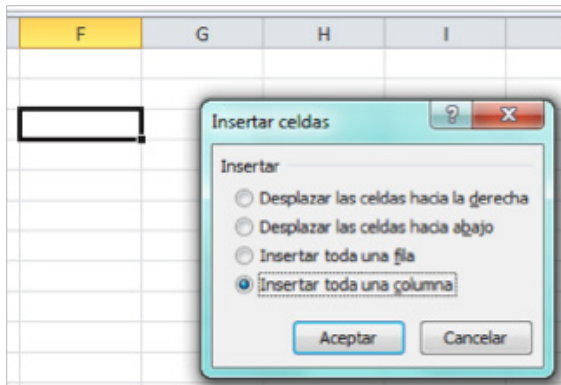 F G H I
Insertar celdas
Insertar
Desplazar las celdas hacia la derecha
Desplazar las celdas hacia abajo
Insertar toda una fila
Insertar toda una columna
Aceptar Cancelar